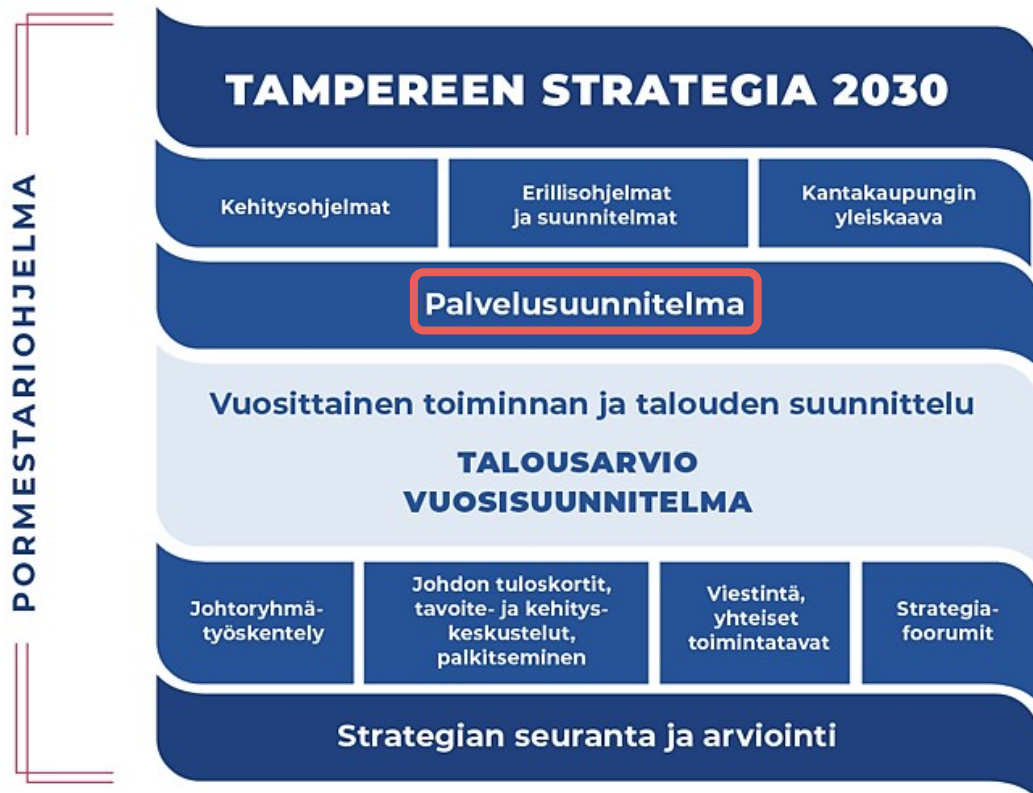 PORMESTARIOHJELMA
TAMPEREEN STRATEGIA 2030
Kehitysohjelmat
Erillisohjelmat
ja suunnitelmat
Kantakaupungin
yleiskaava
Palvelusuunnitelma
Vuosittainen toiminnan ja talouden suunnittelu
TALOUSARVIO
VUOSISUUNNITELMA
Johtoryhmä-
työskentely
Johdon tuloskortit,
tavoite- ja kehitys-
keskustelut,
palkitseminen
Viestintä,
yhteiset
toimintatavat
Strategia-
foorumit
Strategian seuranta ja arviointi